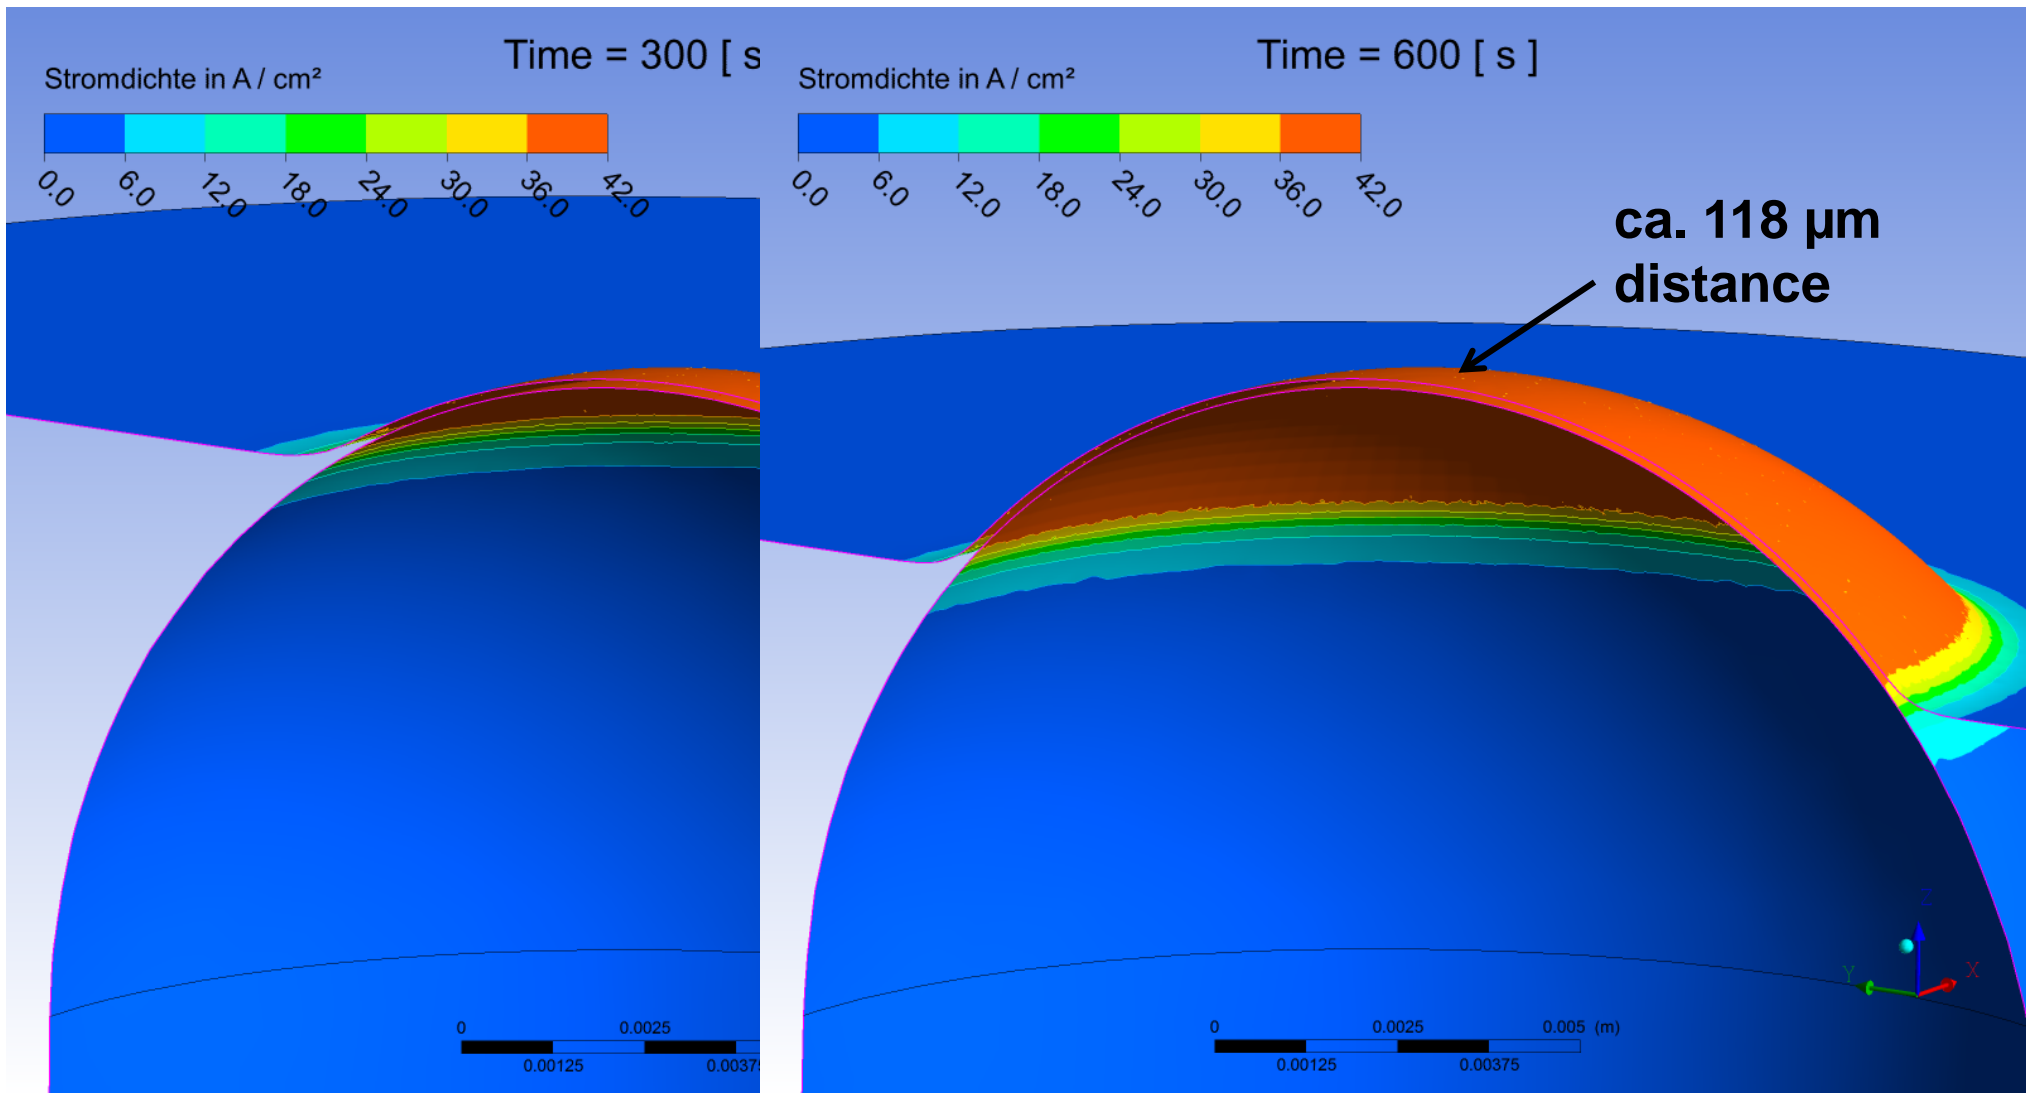 Time = 300 [ s
Stromdichte in A / cm²
0.0 6.0 12.0 18.0 24.0 30.0 36.0 42.0
0 0.0025
0.00125 0.00375
Time = 600 [ s ]
Stromdichte in A / cm²
0.0 6.0 12.0 18.0 24.0 30.0 36.0 42.0
ca. 118 µm
distance
Z
Y X
0 0.0025 0.005 (m)
0.00125 0.00375